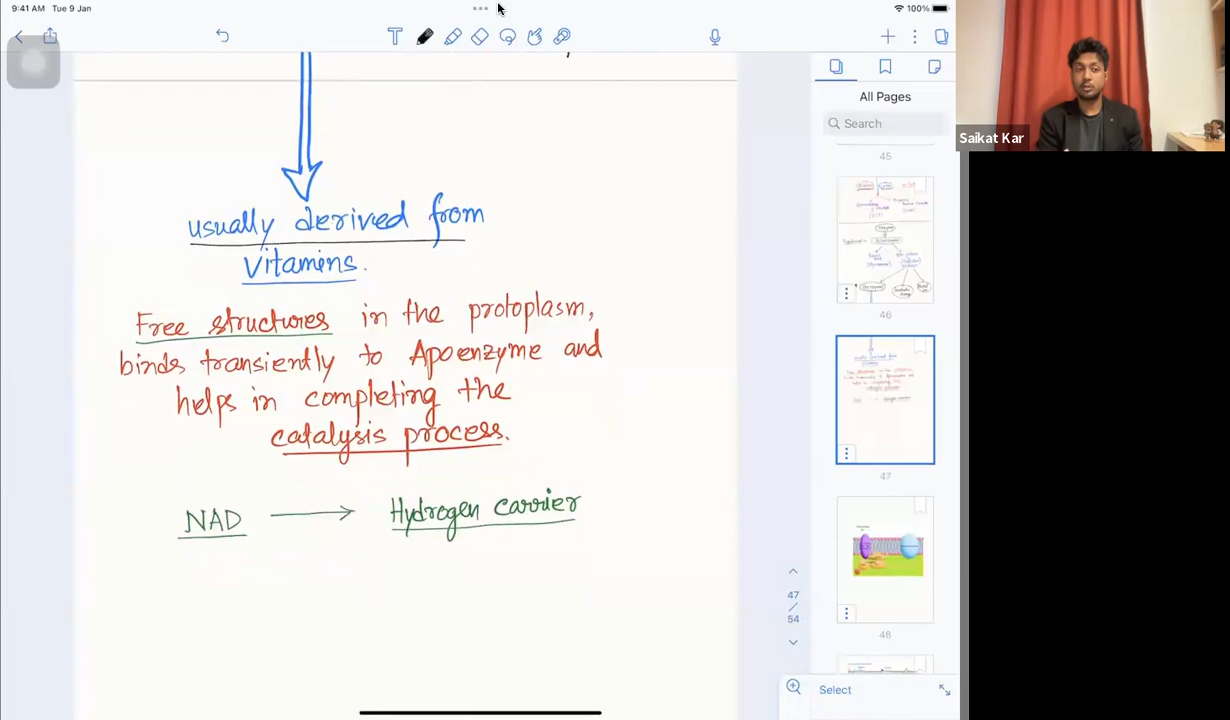 9:41 AM Tue 9 Jan
100%
T
All Pages
Search
45
46
47
48
47
/
54
Select
Saikat Kar
usually derived from
vitamins.
Free structures in the protoplasm,
binds transiently to Apoenzyme and
helps in completing the
catalysis process.
NAD → Hydrogen carrier